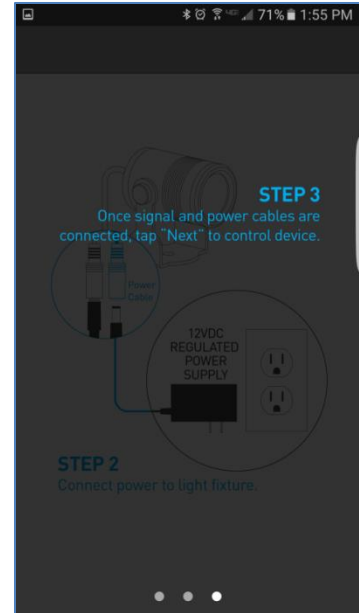 71% 1:55 PM
STEP 3
Once signal and power cables are
connected, tap "Next" to control device.
Power
Cable
12VDC
REGULATED
POWER
SUPPLY
STEP 2
Connect power to light fixture.